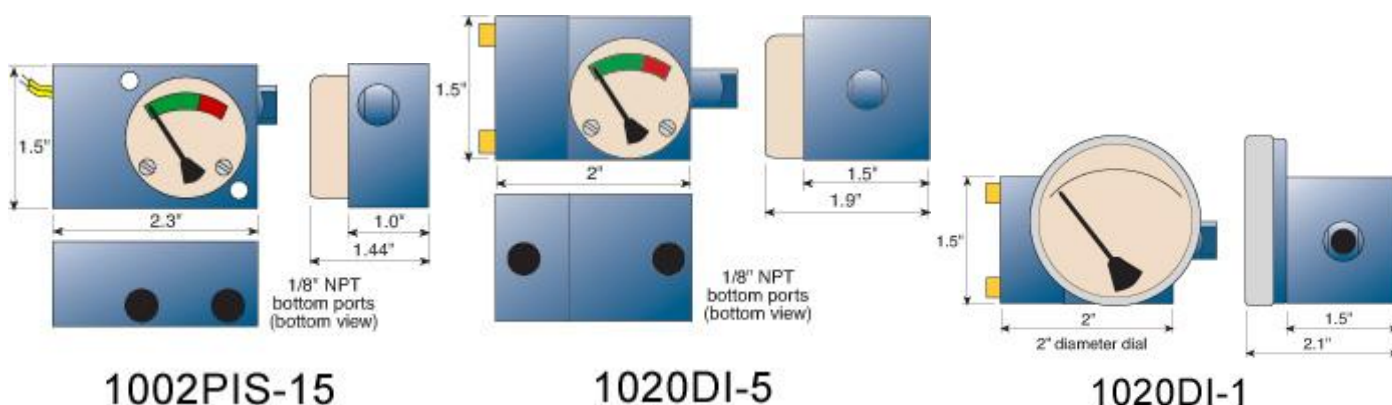 1.5"
2.3"
1.0"
1.44"
1/8" NPT
bottom ports
(bottom view)
1002PIS-15
1.5"
2"
1.5"
1.9"
1/8" NPT
bottom ports
(bottom view)
1020DI-5
1.5"
2"
2" diameter dial
1.5"
2.1"
1020DI-1